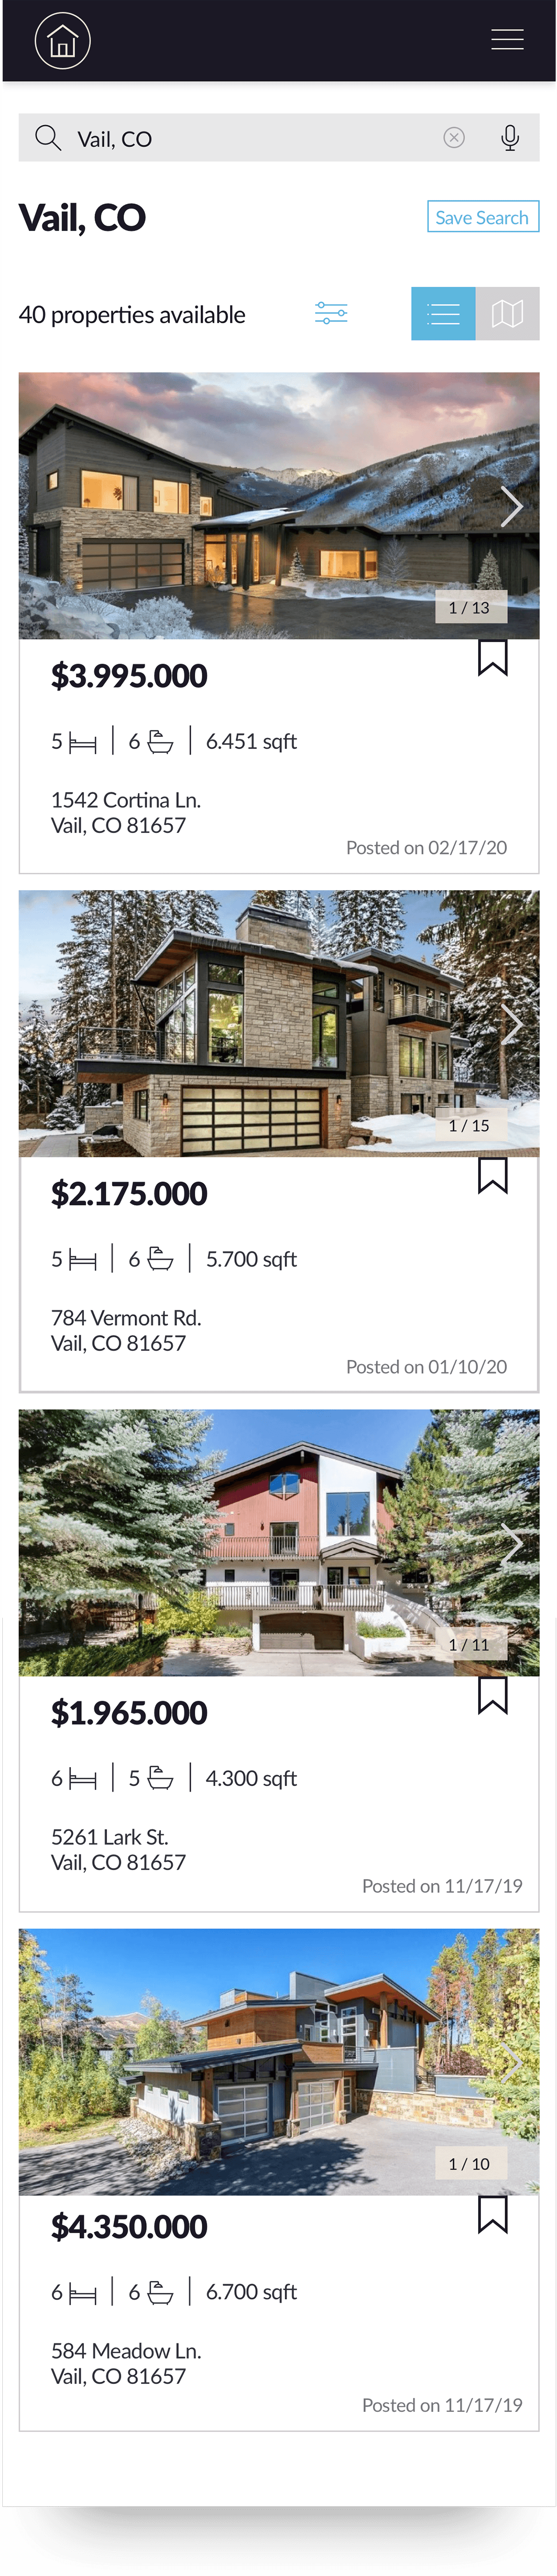 Vail, CO
Vail, CO
Save Search
40 properties available
1 / 13
$3.995.000
5 | 6 | 6.451 sqft
1542 Cortina Ln.
Vail, CO 81657
Posted on 02/17/20
1 / 15
$2.175.000
5 | 6 | 5.700 sqft
784 Vermont Rd.
Vail, CO 81657
Posted on 01/10/20
1 / 11
$1.965.000
6 | 5 | 4.300 sqft
5261 Lark St.
Vail, CO 81657
Posted on 11/17/19
1 / 10
$4.350.000
6 | 6 | 6.700 sqft
584 Meadow Ln.
Vail, CO 81657
Posted on 11/17/19